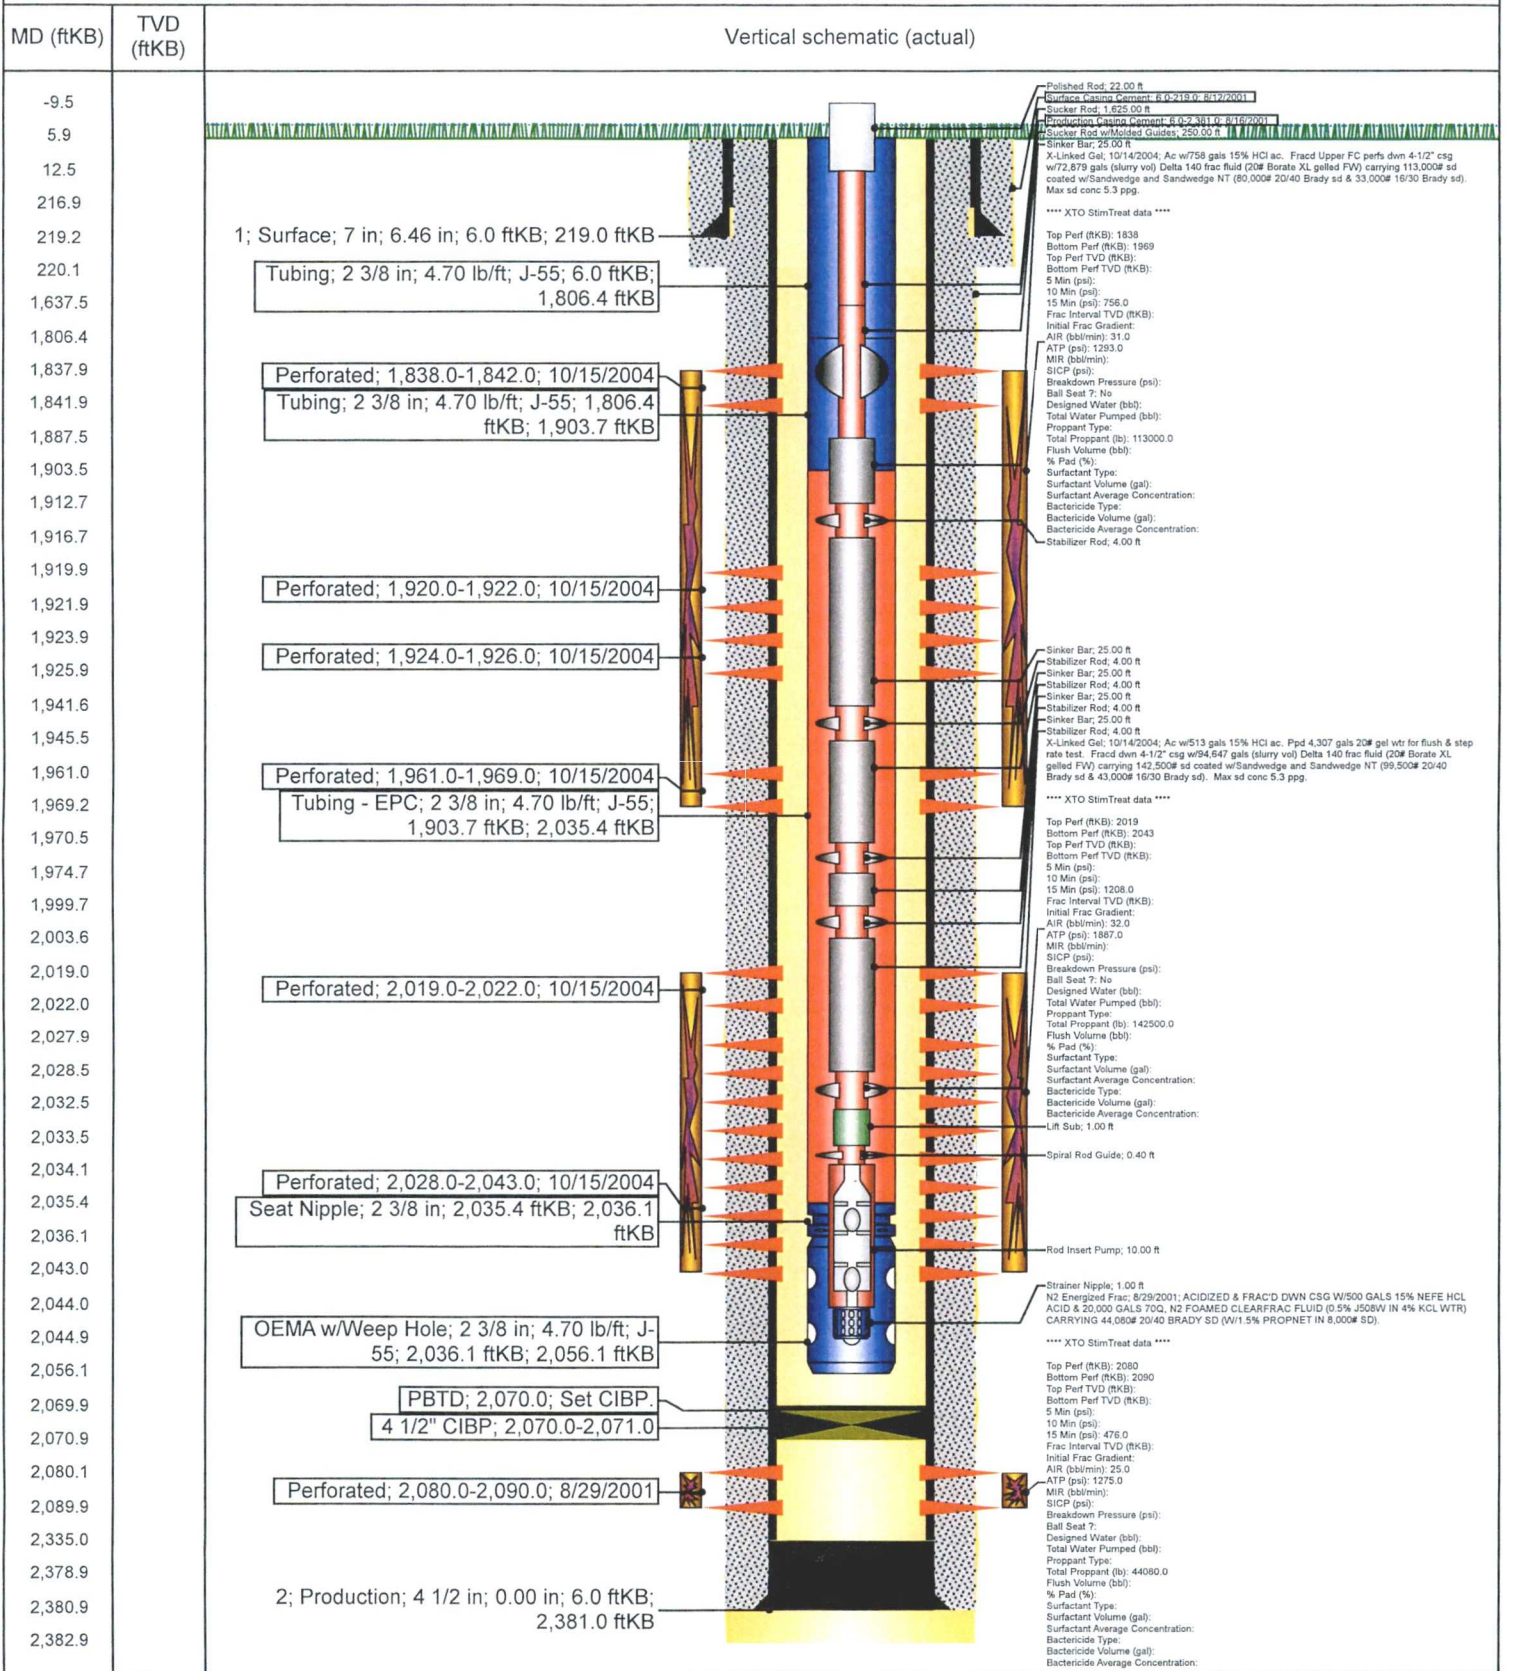 MD (ftKB)
TVD
(ftKB)
Vertical schematic (actual)
-9.5
5.9
12.5
216.9
219.2
220.1
1,637.5
1,806.4
1,837.9
1,841.9
1,887.5
1,903.5
1,912.7
1,916.7
1,919.9
1,921.9
1,923.9
1,925.9
1,941.6
1,945.5
1,961.0
1,969.2
1,970.5
1,974.7
1,999.7
2,003.6
2,019.0
2,022.0
2,027.9
2,028.5
2,032.5
2,033.5
2,034.1
2,035.4
2,036.1
2,043.0
2,044.0
2,044.9
2,056.1
2,069.9
2,070.9
2,080.1
2,089.9
2,335.0
2,378.9
2,380.9
2,382.9
1; Surface; 7 in; 6.46 in; 6.0 ftKB; 219.0 ftKB
Tubing; 2 3/8 in; 4.70 lb/ft; J-55; 6.0 ftKB;
1,806.4 ftKB
Perforated; 1,838.0-1,842.0; 10/15/2004
Tubing; 2 3/8 in; 4.70 lb/ft; J-55; 1,806.4
ftKB; 1,903.7 ftKB
Perforated; 1,920.0-1,922.0; 10/15/2004
Perforated; 1,924.0-1,926.0; 10/15/2004
Perforated; 1,961.0-1,969.0; 10/15/2004
Tubing - EPC; 2 3/8 in; 4.70 lb/ft; J-55;
1,903.7 ftKB; 2,035.4 ftKB
Perforated; 2,019.0-2,022.0; 10/15/2004
Perforated; 2,028.0-2,043.0; 10/15/2004
Seat Nipple; 2 3/8 in; 2,035.4 ftKB; 2,036.1
ftKB
OEMA w/Weep Hole; 2 3/8 in; 4.70 lb/ft; J-
55; 2,036.1 ftKB; 2,056.1 ftKB
PBTD; 2,070.0; Set CIBP.
4 1/2" CIBP; 2,070.0-2,071.0
Perforated; 2,080.0-2,090.0; 8/29/2001
2; Production; 4 1/2 in; 0.00 in; 6.0 ftKB;
2,381.0 ftKB
Polished Rod; 22.00 ft
Surface Casing Cement; 6.0-219.0; 8/12/2001
Sucker Rod; 1,625.00 ft
Production Casing Cement; 6.0-2,381.0; 8/16/2001
Sucker Rod w/Molded Guides; 250.00 ft
Sinker Bar; 25.00 ft
X-Linked Gel; 10/14/2004; Ac w/758 gals 15% HCl ac. Fracd Upper FC perfs dwn 4-1/2" csg
w/72,879 gals (slurry vol) Delta 140 frac fluid (20# Borate XL gelled FW) carrying 113,000# sd
coated w/Sandwedge and Sandwedge NT (80,000# 20/40 Brady sd & 33,000# 16/30 Brady sd).
Max sd conc 5.3 ppg.
**** XTO StimTreat data ****
Top Perf (ftKB): 1838
Bottom Perf (ftKB): 1969
Top Perf TVD (ftKB):
Bottom Perf TVD (ftKB):
5 Min (psi):
10 Min (psi):
15 Min (psi): 756.0
Frac Interval TVD (ftKB):
Initial Frac Gradient:
AIR (bbl/min): 31.0
ATP (psi): 1293.0
MIR (bbl/min):
SICP (psi):
Breakdown Pressure (psi):
Ball Seat ?: No
Designed Water (bbl):
Total Water Pumped (bbl):
Proppant Type:
Total Proppant (lb): 113000.0
Flush Volume (bbl):
% Pad (%):
Surfactant Type:
Surfactant Volume (gal):
Surfactant Average Concentration:
Bactericide Type:
Bactericide Volume (gal):
Bactericide Average Concentration:
Stabilizer Rod; 4.00 ft
Sinker Bar; 25.00 ft
Stabilizer Rod; 4.00 ft
Sinker Bar; 25.00 ft
Stabilizer Rod; 4.00 ft
Sinker Bar; 25.00 ft
Stabilizer Rod; 4.00 ft
Sinker Bar; 25.00 ft
Stabilizer Rod; 4.00 ft
X-Linked Gel; 10/14/2004; Ac w/513 gals 15% HCl ac. Ppd 4,307 gals 20# gel wtr for flush & step
rate test. Fracd dwn 4-1/2" csg w/94,647 gals (slurry vol) Delta 140 frac fluid (20# Borate XL
gelled FW) carrying 142,500# sd coated w/Sandwedge and Sandwedge NT (99,500# 20/40
Brady sd & 43,000# 16/30 Brady sd). Max sd conc 5.3 ppg.
**** XTO StimTreat data ****
Top Perf (ftKB): 2019
Bottom Perf (ftKB): 2043
Top Perf TVD (ftKB):
Bottom Perf TVD (ftKB):
5 Min (psi):
10 Min (psi):
15 Min (psi): 1208.0
Frac Interval TVD (ftKB):
Initial Frac Gradient:
AIR (bbl/min): 32.0
ATP (psi): 1887.0
MIR (bbl/min):
SICP (psi):
Breakdown Pressure (psi):
Ball Seat ?: No
Designed Water (bbl):
Total Water Pumped (bbl):
Proppant Type:
Total Proppant (lb): 142500.0
Flush Volume (bbl):
% Pad (%):
Surfactant Type:
Surfactant Volume (gal):
Surfactant Average Concentration:
Bactericide Type:
Bactericide Volume (gal):
Bactericide Average Concentration:
Lift Sub; 1.00 ft
Spiral Rod Guide; 0.40 ft
Rod Insert Pump; 10.00 ft
Strainer Nipple; 1.00 ft
N2 Energized Frac; 8/29/2001; ACIDIZED & FRAC'D DWN CSG W/500 GALS 15% NEFE HCL
ACID & 20,000 GALS 70Q, N2 FOAMED CLEARFRAC FLUID (0.5% J508W IN 4% KCL WTR)
CARRYING 44,080# 20/40 BRADY SD (W/1.5% PROPNET IN 8,000# SD).
**** XTO StimTreat data ****
Top Perf (ftKB): 2080
Bottom Perf (ftKB): 2090
Top Perf TVD (ftKB):
Bottom Perf TVD (ftKB):
5 Min (psi):
10 Min (psi):
15 Min (psi): 476.0
Frac Interval TVD (ftKB):
Initial Frac Gradient:
AIR (bbl/min): 25.0
ATP (psi): 1275.0
MIR (bbl/min):
SICP (psi):
Breakdown Pressure (psi):
Ball Seat ?:
Designed Water (bbl):
Total Water Pumped (bbl):
Proppant Type:
Total Proppant (lb): 44080.0
Flush Volume (bbl):
% Pad (%):
Surfactant Type:
Surfactant Volume (gal):
Surfactant Average Concentration:
Bactericide Type:
Bactericide Volume (gal):
Bactericide Average Concentration: